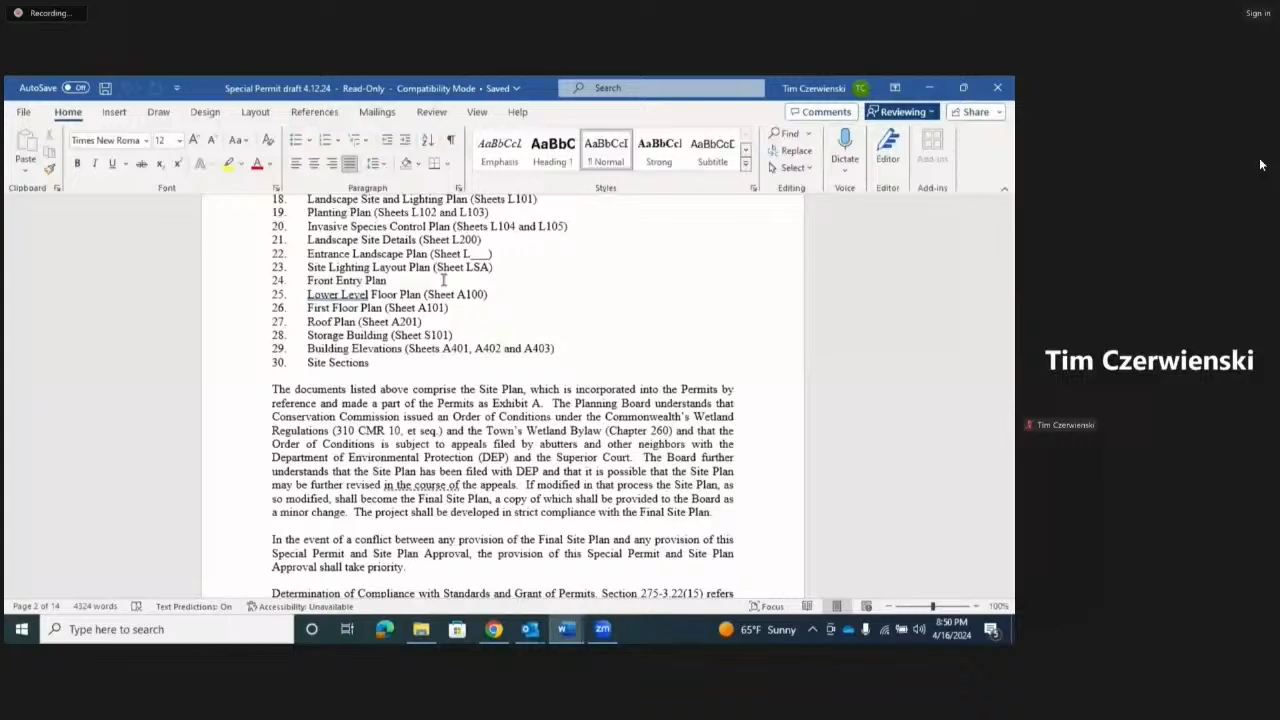 Recording...
Sign in
AutoSave Off
Special Permit draft 4.12.24 - Read-Only - Compatibility Mode - Saved
Search
Tim Czerwienski TC
File Home Insert Draw Design Layout References Mailings Review View Help
Comments Reviewing Share
Times New Roma 12
Paste
AaBbCcI AaBbC AaBbCcI AaBbCcI AaBbCcC
Emphasis Heading 1 ¶ Normal Strong Subtitle
Find
Replace
Select
Dictate
Editor
Add-ins
Clipboard Font Paragraph Styles Editing Voice Editor Add-ins
18. Landscape Site and Lighting Plan (Sheets L101)
19. Planting Plan (Sheets L102 and L103)
20. Invasive Species Control Plan (Sheets L104 and L105)
21. Landscape Site Details (Sheet L200)
22. Entrance Landscape Plan (Sheet L___)
23. Site Lighting Layout Plan (Sheet LSA)
24. Front Entry Plan
25. Lower Level Floor Plan (Sheet A100)
26. First Floor Plan (Sheet A101)
27. Roof Plan (Sheet A201)
28. Storage Building (Sheet S101)
29. Building Elevations (Sheets A401, A402 and A403)
30. Site Sections
The documents listed above comprise the Site Plan, which is incorporated into the Permits by
reference and made a part of the Permits as Exhibit A. The Planning Board understands that
Conservation Commission issued an Order of Conditions under the Commonwealth's Wetland
Regulations (310 CMR 10, et seq.) and the Town's Wetland Bylaw (Chapter 260) and that the
Order of Conditions is subject to appeals filed by abutters and other neighbors with the
Department of Environmental Protection (DEP) and the Superior Court. The Board further
understands that the Site Plan has been filed with DEP and that it is possible that the Site Plan
may be further revised in the course of the appeals. If modified in that process the Site Plan, as
so modified, shall become the Final Site Plan, a copy of which shall be provided to the Board as
a minor change. The project shall be developed in strict compliance with the Final Site Plan.
In the event of a conflict between any provision of the Final Site Plan and any provision of this
Special Permit and Site Plan Approval, the provision of this Special Permit and Site Plan
Approval shall take priority.
Determination of Compliance with Standards and Grant of Permits. Section 275-3.22(15) refers
Tim Czerwienski
Tim Czerwienski
Page 2 of 14 4324 words Text Predictions: On Accessibility: Unavailable Focus 100%
Type here to search
65°F Sunny
8:50 PM
4/16/2024